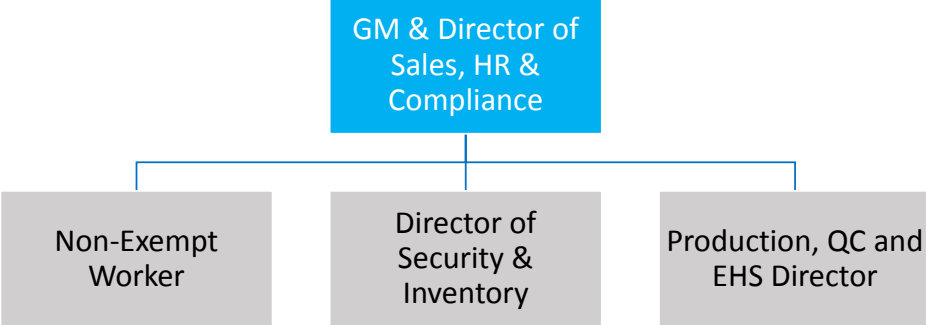 GM & Director of
Sales, HR &
Compliance
Non-Exempt
Worker
Director of
Security &
Inventory
Production, QC and
EHS Director